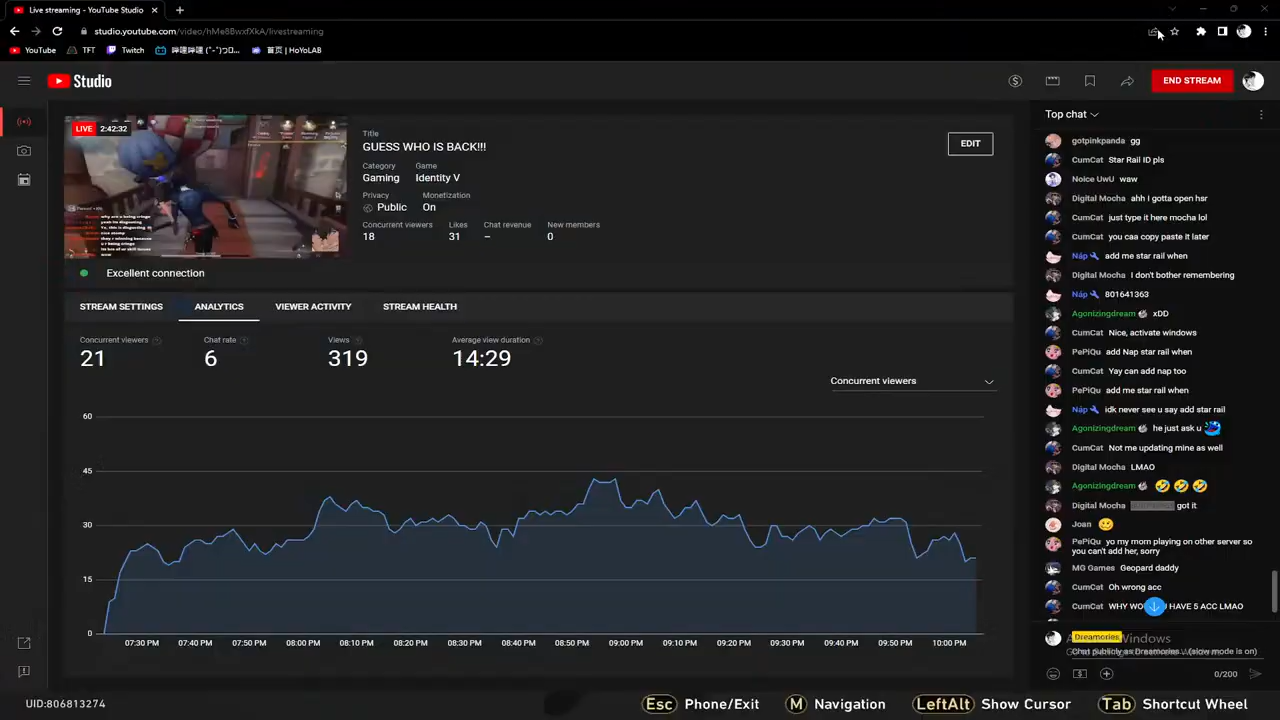 Live streaming - YouTube Studio
studio.youtube.com/video/hMe8BwxfXkA/livestreaming
YouTube TFT Twitch 首页 | HoYoLAB
Studio
END STREAM
LIVE 2:42:32
Title
GUESS WHO IS BACK!!!
EDIT
Category Game
Gaming Identity V
Privacy Monetization
Public On
Concurrent viewers Likes Chat revenue New members
18 31 – 0
Excellent connection
STREAM SETTINGS ANALYTICS VIEWER ACTIVITY STREAM HEALTH
Concurrent viewers Chat rate Views Average view duration
21 6 319 14:29
Concurrent viewers
60
45
30
15
0
07:30 PM 07:40 PM 07:50 PM 08:00 PM 08:10 PM 08:20 PM 08:30 PM 08:40 PM 08:50 PM 09:00 PM 09:10 PM 09:20 PM 09:30 PM 09:40 PM 09:50 PM 10:00 PM
Top chat
gotpinkpanda gg
CumCat Star Rail ID pls
Noice UwU waw
Digital Mocha ahh I gotta open hsr
CumCat just type it here mocha lol
CumCat you caa copy paste it later
Náp add me star rail when
Digital Mocha I don't bother remembering
Náp 801641363
Agonizingdream xDD
CumCat Nice, activate windows
PePiQu add Nap star rail when
CumCat Yay can add nap too
PePiQu add me star rail when
Náp idk never see u say add star rail
Agonizingdream he just ask u
CumCat Not me updating mine as well
Digital Mocha LMAO
Agonizingdream 🤣 🤣 🤣
Digital Mocha got it
Joan 🙂
PePiQu yo my mom playing on other server so
you can't add her, sorry
MG Games Geopard daddy
CumCat Oh wrong acc
CumCat WHY WO HAVE 5 ACC LMAO
Dreamories
Windows
Chat publicly as Dreamories... (slow mode is on)
0/200
UID:806813274
Esc Phone/Exit M Navigation LeftAlt Show Cursor Tab Shortcut Wheel